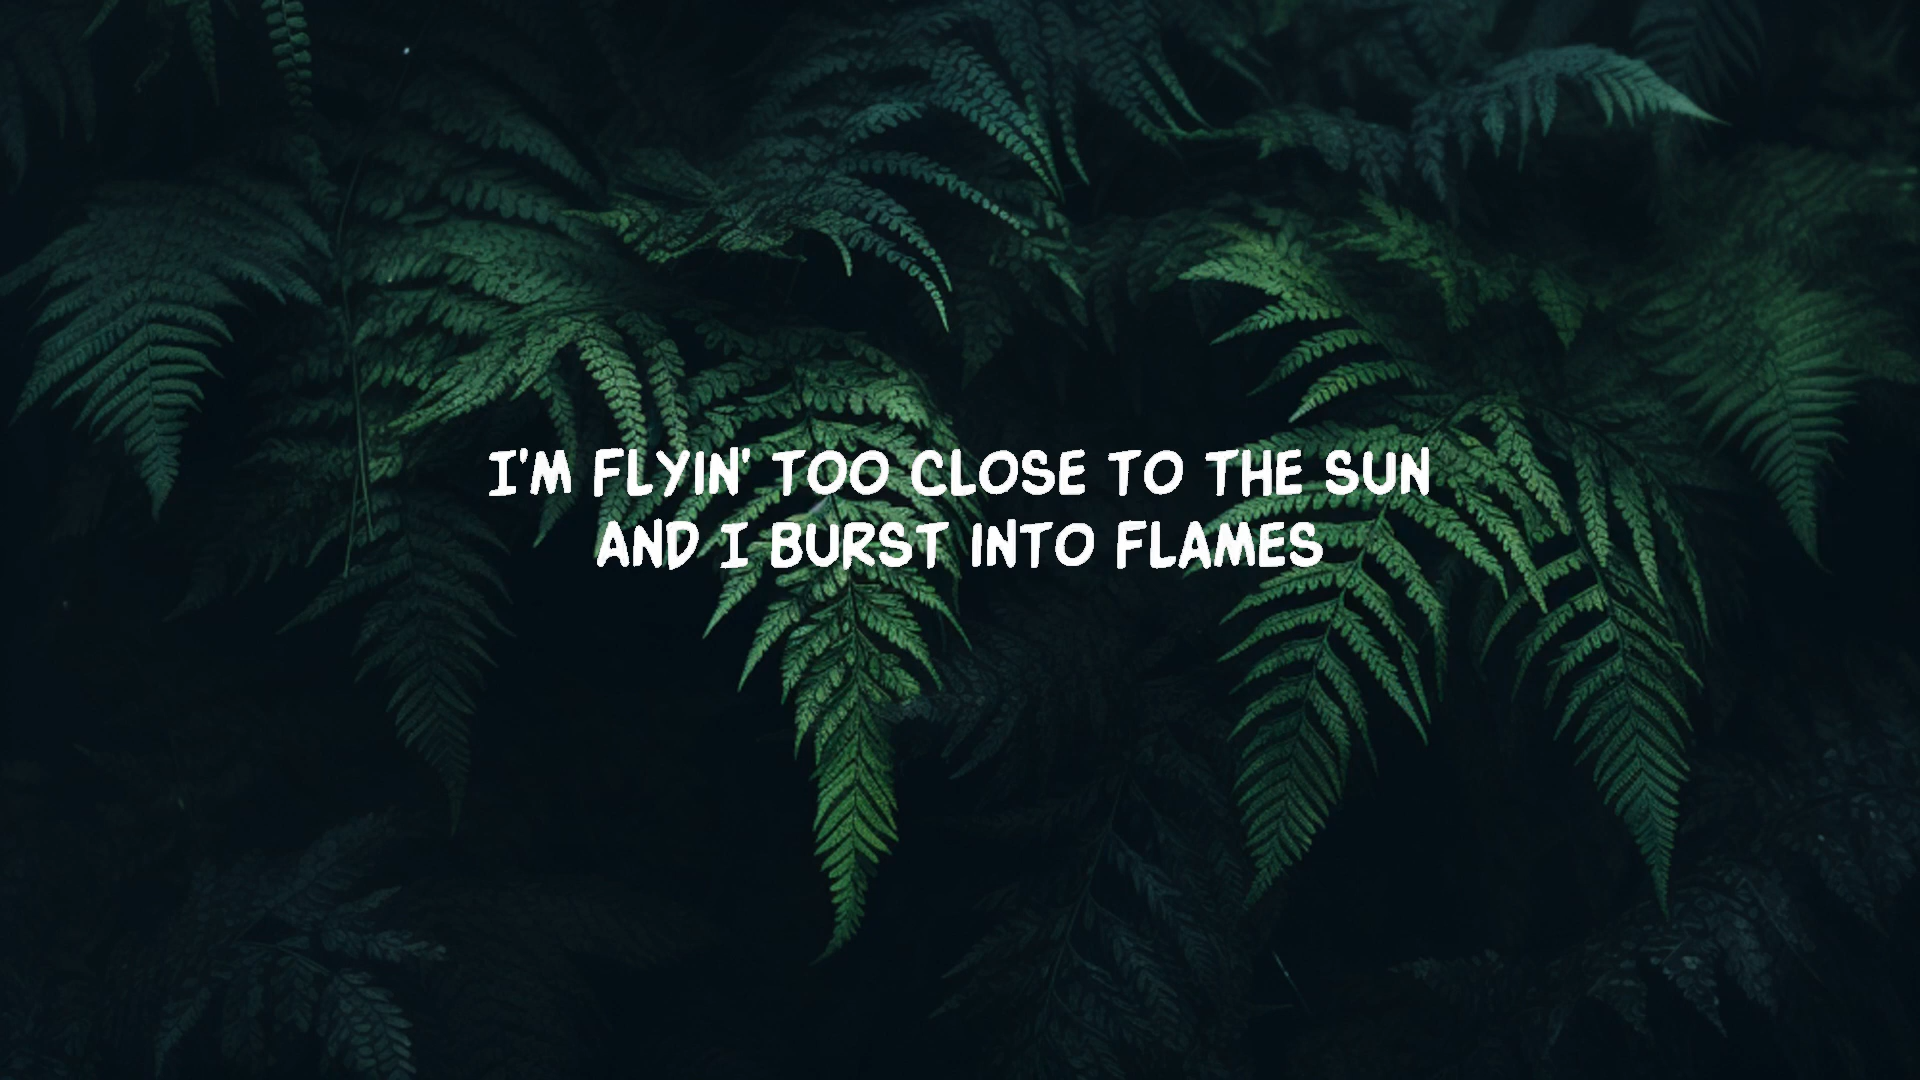 I'M FLYIN' TOO CLOSE TO THE SUN
AND I BURST INTO FLAMES